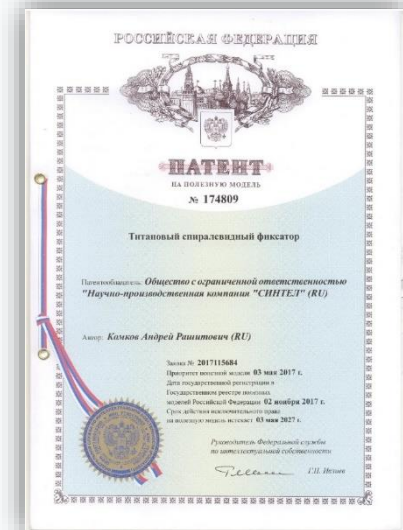 РОССИЙСКАЯ ФЕДЕРАЦИЯ
ПАТЕНТ
НА ПОЛЕЗНУЮ МОДЕЛЬ
№ 174809
Титановый спиралевидный фиксатор
Патентообладатель: Общество с ограниченной ответственностью
"Научно-производственная компания "СИНТЕЛ" (RU)
Автор: Комков Андрей Рашитович (RU)
Заявка № 2017115684
Приоритет полезной модели 03 мая 2017 г.
Дата государственной регистрации в
Государственном реестре полезных
моделей Российской Федерации 02 ноября 2017 г.
Срок действия исключительного права
на полезную модель истекает 03 мая 2027 г.
Руководитель Федеральной службы
по интеллектуальной собственности
Г.П. Ивлиев